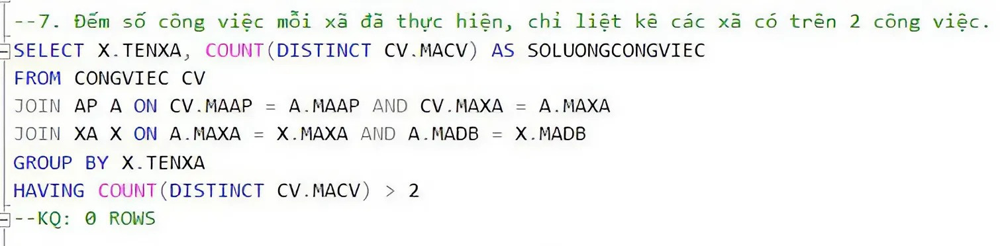 --7. Đếm số công việc mỗi xã đã thực hiện, chỉ liệt kê các xã có trên 2 công việc.
SELECT X.TENXA, COUNT(DISTINCT CV.MACV) AS SOLUONGCONGVIEC
FROM CONGVIEC CV
JOIN AP A ON CV.MAAP = A.MAAP AND CV.MAXA = A.MAXA
JOIN XA X ON A.MAXA = X.MAXA AND A.MADB = X.MADB
GROUP BY X.TENXA
HAVING COUNT(DISTINCT CV.MACV) > 2
--KQ: 0 ROWS